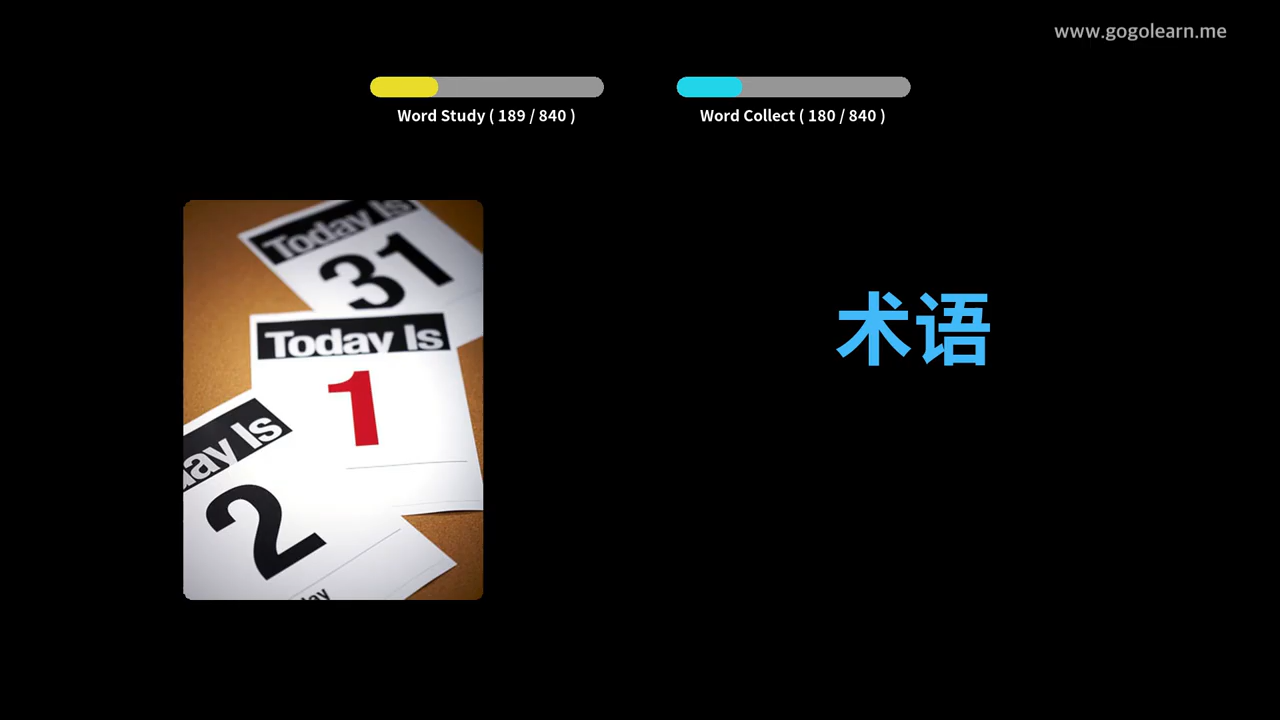 www.gogolearn.me
Word Study ( 189 / 840 )
Word Collect ( 180 / 840 )
Today Is
31
Today Is
1
术语
ay Is
2
ay